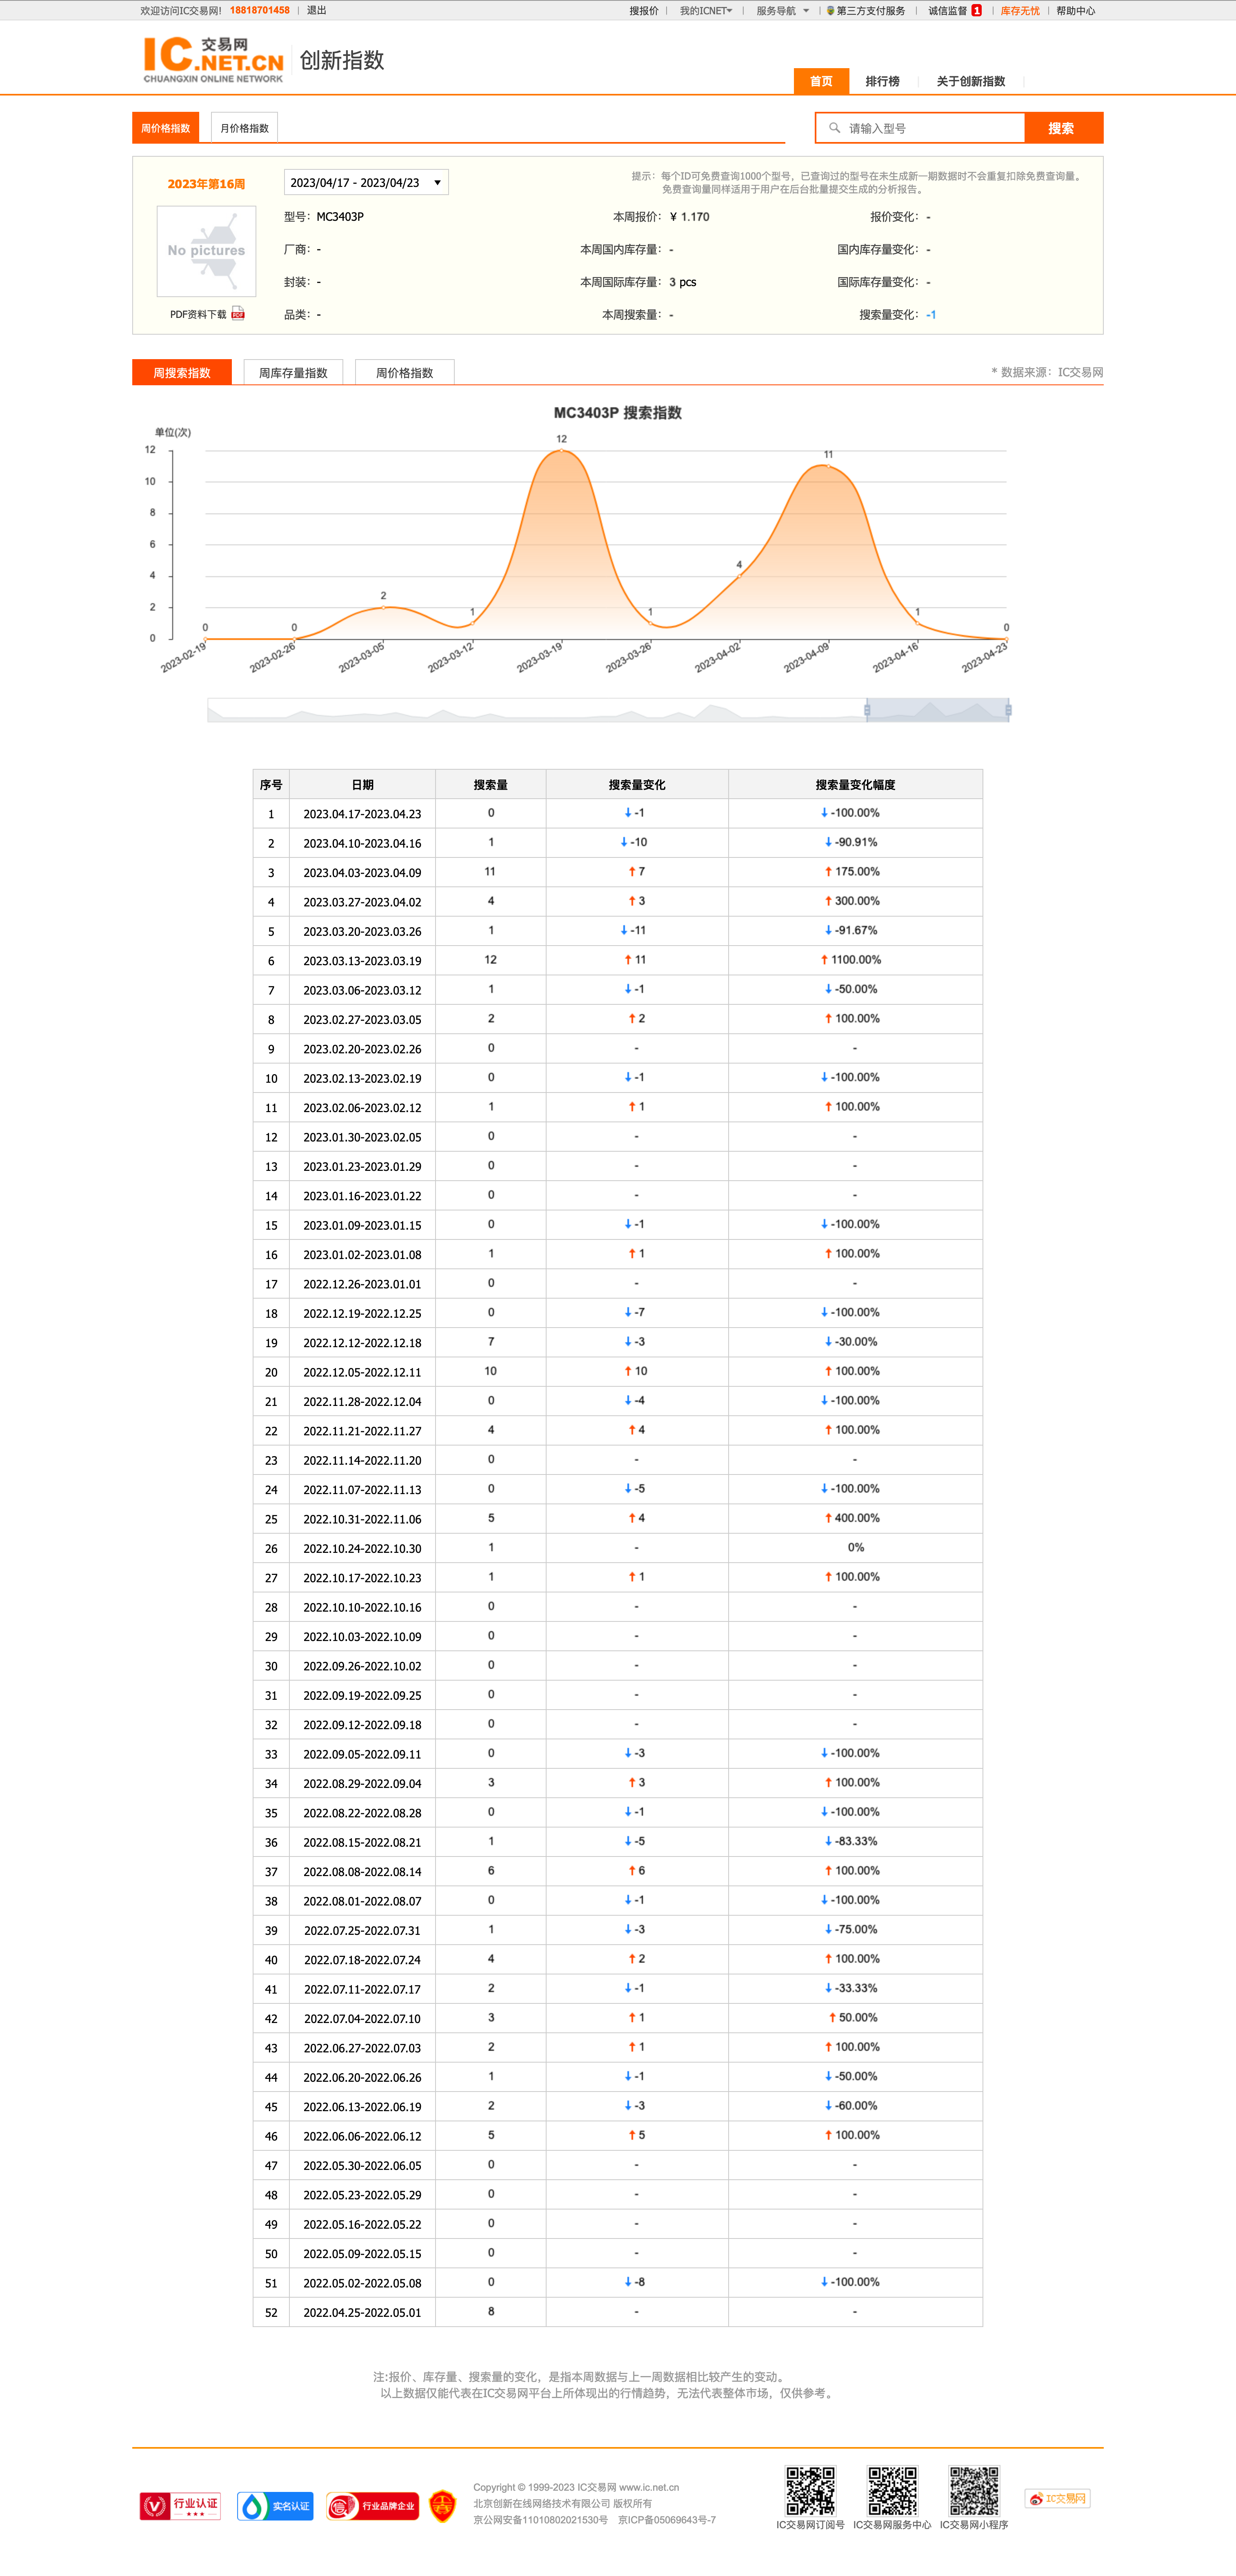 欢迎访问IC交易网! 18818701458 | 退出 搜报价 | 我的ICNET | 服务导航 | 第三方支付服务 | 诚信监督 1 | 库存无忧 | 帮助中心
IC 交易网 .NET.CN CHUANGXIN ONLINE NETWORK 创新指数
首页 排行榜 关于创新指数
周价格指数 月价格指数 请输入型号 搜索
2023年第16周 2023/04/17 - 2023/04/23 提示：每个ID可免费查询1000个型号，已查询过的型号在未生成新一期数据时不会重复扣除免费查询量。
免费查询量同样适用于用户在后台批量提交生成的分析报告。
型号：MC3403P 本周报价：¥ 1.170 报价变化：-
No pictures
厂商：- 本周国内库存量：- 国内库存量变化：-
封装：- 本周国际库存量：3 pcs 国际库存量变化：-
PDF资料下载 PDF 品类：- 本周搜索量：- 搜索量变化：-1
周搜索指数 周库存量指数 周价格指数 * 数据来源：IC交易网
MC3403P 搜索指数
单位(次)
12
10
8
6
4
2
0
0 0 2 1 12 1 4 11 1 0
2023-02-19 2023-02-26 2023-03-05 2023-03-12 2023-03-19 2023-03-26 2023-04-02 2023-04-09 2023-04-16 2023-04-23
序号 日期 搜索量 搜索量变化 搜索量变化幅度
1 2023.04.17-2023.04.23 0 ↓ -1 ↓ -100.00%
2 2023.04.10-2023.04.16 1 ↓ -10 ↓ -90.91%
3 2023.04.03-2023.04.09 11 ↑ 7 ↑ 175.00%
4 2023.03.27-2023.04.02 4 ↑ 3 ↑ 300.00%
5 2023.03.20-2023.03.26 1 ↓ -11 ↓ -91.67%
6 2023.03.13-2023.03.19 12 ↑ 11 ↑ 1100.00%
7 2023.03.06-2023.03.12 1 ↓ -1 ↓ -50.00%
8 2023.02.27-2023.03.05 2 ↑ 2 ↑ 100.00%
9 2023.02.20-2023.02.26 0 - -
10 2023.02.13-2023.02.19 0 ↓ -1 ↓ -100.00%
11 2023.02.06-2023.02.12 1 ↑ 1 ↑ 100.00%
12 2023.01.30-2023.02.05 0 - -
13 2023.01.23-2023.01.29 0 - -
14 2023.01.16-2023.01.22 0 - -
15 2023.01.09-2023.01.15 0 ↓ -1 ↓ -100.00%
16 2023.01.02-2023.01.08 1 ↑ 1 ↑ 100.00%
17 2022.12.26-2023.01.01 0 - -
18 2022.12.19-2022.12.25 0 ↓ -7 ↓ -100.00%
19 2022.12.12-2022.12.18 7 ↓ -3 ↓ -30.00%
20 2022.12.05-2022.12.11 10 ↑ 10 ↑ 100.00%
21 2022.11.28-2022.12.04 0 ↓ -4 ↓ -100.00%
22 2022.11.21-2022.11.27 4 ↑ 4 ↑ 100.00%
23 2022.11.14-2022.11.20 0 - -
24 2022.11.07-2022.11.13 0 ↓ -5 ↓ -100.00%
25 2022.10.31-2022.11.06 5 ↑ 4 ↑ 400.00%
26 2022.10.24-2022.10.30 1 - 0%
27 2022.10.17-2022.10.23 1 ↑ 1 ↑ 100.00%
28 2022.10.10-2022.10.16 0 - -
29 2022.10.03-2022.10.09 0 - -
30 2022.09.26-2022.10.02 0 - -
31 2022.09.19-2022.09.25 0 - -
32 2022.09.12-2022.09.18 0 - -
33 2022.09.05-2022.09.11 0 ↓ -3 ↓ -100.00%
34 2022.08.29-2022.09.04 3 ↑ 3 ↑ 100.00%
35 2022.08.22-2022.08.28 0 ↓ -1 ↓ -100.00%
36 2022.08.15-2022.08.21 1 ↓ -5 ↓ -83.33%
37 2022.08.08-2022.08.14 6 ↑ 6 ↑ 100.00%
38 2022.08.01-2022.08.07 0 ↓ -1 ↓ -100.00%
39 2022.07.25-2022.07.31 1 ↓ -3 ↓ -75.00%
40 2022.07.18-2022.07.24 4 ↑ 2 ↑ 100.00%
41 2022.07.11-2022.07.17 2 ↓ -1 ↓ -33.33%
42 2022.07.04-2022.07.10 3 ↑ 1 ↑ 50.00%
43 2022.06.27-2022.07.03 2 ↑ 1 ↑ 100.00%
44 2022.06.20-2022.06.26 1 ↓ -1 ↓ -50.00%
45 2022.06.13-2022.06.19 2 ↓ -3 ↓ -60.00%
46 2022.06.06-2022.06.12 5 ↑ 5 ↑ 100.00%
47 2022.05.30-2022.06.05 0 - -
48 2022.05.23-2022.05.29 0 - -
49 2022.05.16-2022.05.22 0 - -
50 2022.05.09-2022.05.15 0 - -
51 2022.05.02-2022.05.08 0 ↓ -8 ↓ -100.00%
52 2022.04.25-2022.05.01 8 - -
注:报价、库存量、搜索量的变化，是指本周数据与上一周数据相比较产生的变动。
以上数据仅能代表在IC交易网平台上所体现出的行情趋势，无法代表整体市场，仅供参考。
行业认证 实名认证 行业品牌企业
Copyright © 1999-2023 IC交易网 www.ic.net.cn
北京创新在线网络技术有限公司 版权所有
京公网安备11010802021530号 京ICP备05069643号-7
IC交易网订阅号 IC交易网服务中心 IC交易网小程序 IC交易网